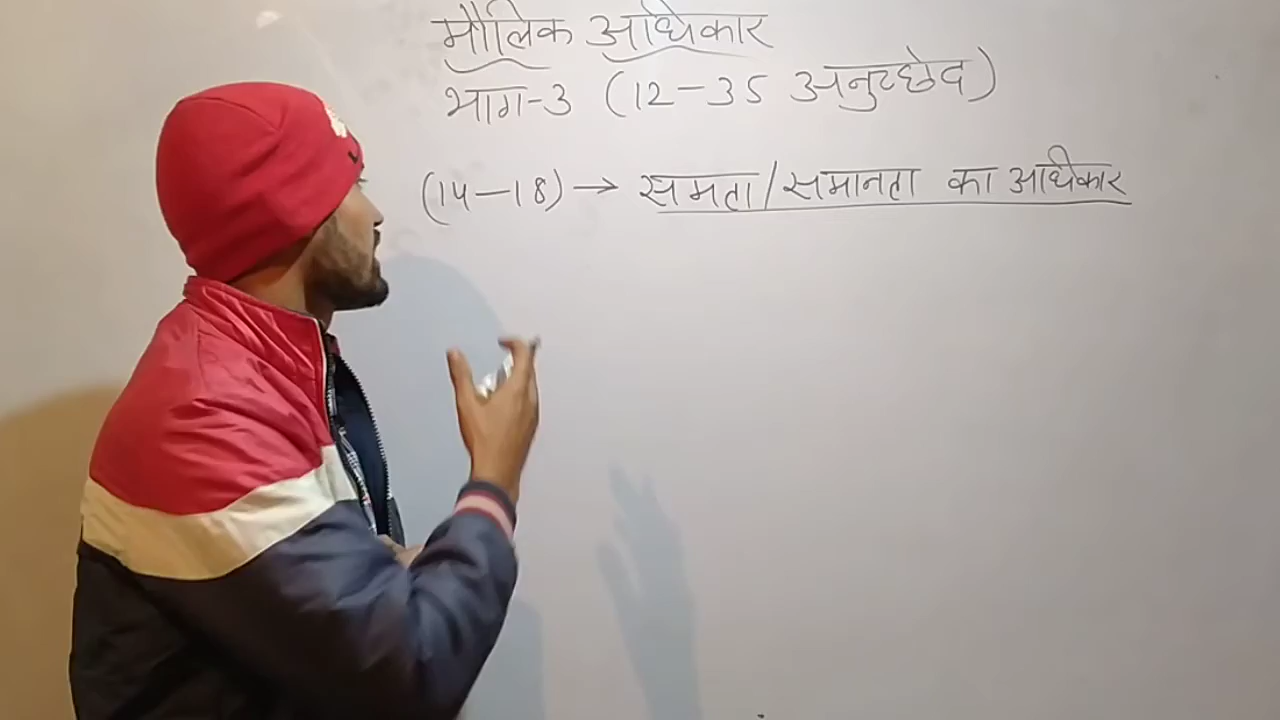 मौलिक अधिकार
भाग-3 (12-35 अनुच्छेद)
(14-18) → समता/समानता का अधिकार